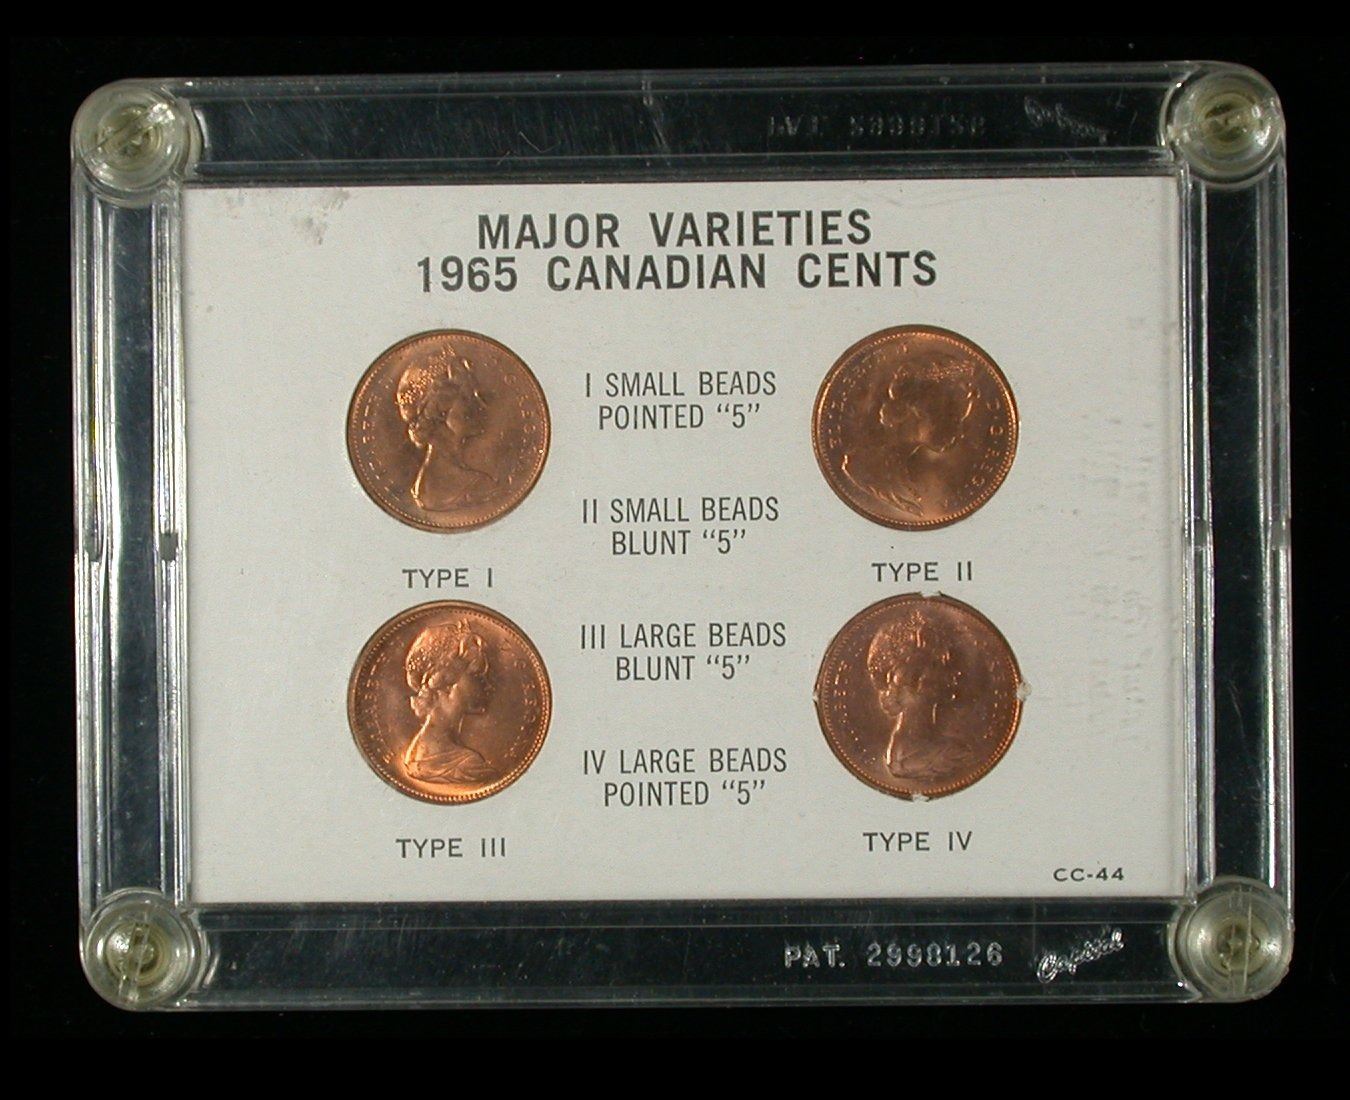 MAJOR VARIETIES
1965 CANADIAN CENTS
I SMALL BEADS
POINTED "5"
II SMALL BEADS
BLUNT "5"
TYPE I
TYPE II
III LARGE BEADS
BLUNT "5"
IV LARGE BEADS
POINTED "5"
TYPE III
TYPE IV
CC-44
PAT. 2998126 Capital